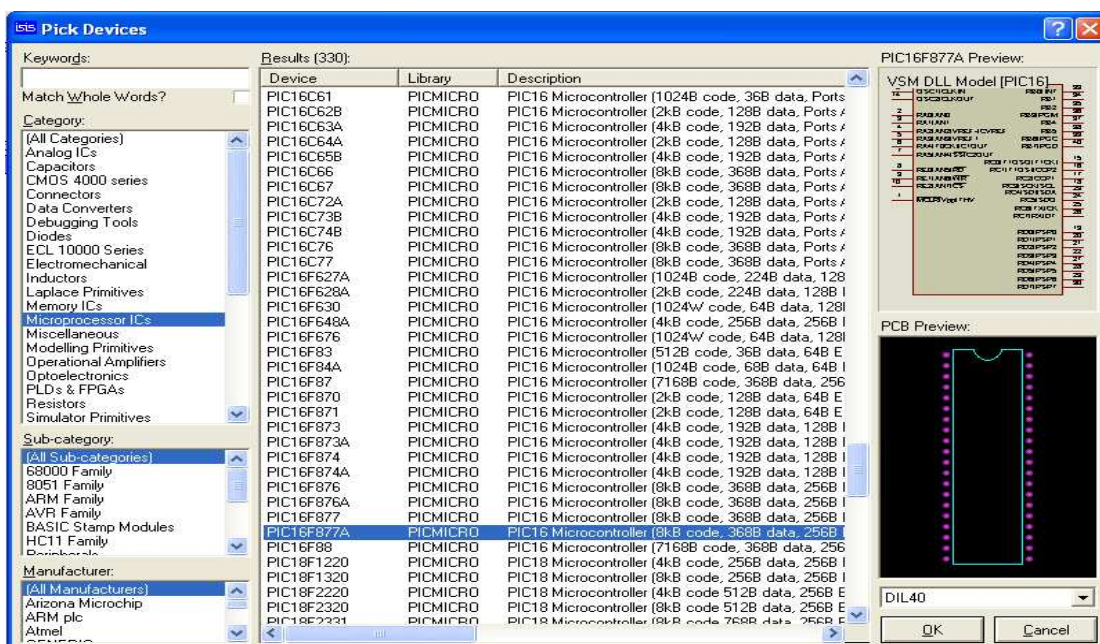 isis Pick Devices
Keywords:
Match Whole Words?
Category:
(All Categories)
Analog ICs
Capacitors
CMOS 4000 series
Connectors
Data Converters
Debugging Tools
Diodes
ECL 10000 Series
Electromechanical
Inductors
Laplace Primitives
Memory ICs
Microprocessor ICs
Miscellaneous
Modelling Primitives
Operational Amplifiers
Optoelectronics
PLDs & FPGAs
Resistors
Simulator Primitives
Sub-category:
(All Sub-categories)
68000 Family
8051 Family
ARM Family
AVR Family
BASIC Stamp Modules
HC11 Family
Peripherals
Manufacturer:
(All Manufacturers)
Arizona Microchip
ARM plc
Atmel
Results (330):
Device Library Description
PIC16C61 PICMICRO PIC16 Microcontroller (1024B code, 36B data, Ports
PIC16C62B PICMICRO PIC16 Microcontroller (2kB code, 128B data, Ports A
PIC16C63A PICMICRO PIC16 Microcontroller (4kB code, 192B data, Ports A
PIC16C64A PICMICRO PIC16 Microcontroller (2kB code, 128B data, Ports A
PIC16C65B PICMICRO PIC16 Microcontroller (4kB code, 192B data, Ports A
PIC16C66 PICMICRO PIC16 Microcontroller (8kB code, 368B data, Ports A
PIC16C67 PICMICRO PIC16 Microcontroller (8kB code, 368B data, Ports A
PIC16C72A PICMICRO PIC16 Microcontroller (2kB code, 128B data, Ports A
PIC16C73B PICMICRO PIC16 Microcontroller (4kB code, 192B data, Ports A
PIC16C74B PICMICRO PIC16 Microcontroller (4kB code, 192B data, Ports A
PIC16C76 PICMICRO PIC16 Microcontroller (8kB code, 368B data, Ports A
PIC16C77 PICMICRO PIC16 Microcontroller (8kB code, 368B data, Ports A
PIC16F627A PICMICRO PIC16 Microcontroller (1024B code, 224B data, 128
PIC16F628A PICMICRO PIC16 Microcontroller (2kB code, 224B data, 128B
PIC16F630 PICMICRO PIC16 Microcontroller (1024W code, 64B data, 128
PIC16F648A PICMICRO PIC16 Microcontroller (4kB code, 256B data, 256B
PIC16F676 PICMICRO PIC16 Microcontroller (1024W code, 64B data, 128
PIC16F83 PICMICRO PIC16 Microcontroller (512B code, 36B data, 64B E
PIC16F84A PICMICRO PIC16 Microcontroller (1024B code, 68B data, 64B
PIC16F87 PICMICRO PIC16 Microcontroller (7168B code, 368B data, 256
PIC16F870 PICMICRO PIC16 Microcontroller (2kB code, 128B data, 64B E
PIC16F871 PICMICRO PIC16 Microcontroller (2kB code, 128B data, 64B E
PIC16F873 PICMICRO PIC16 Microcontroller (4kB code, 192B data, 128B
PIC16F873A PICMICRO PIC16 Microcontroller (4kB code, 192B data, 128B
PIC16F874 PICMICRO PIC16 Microcontroller (4kB code, 192B data, 128B
PIC16F874A PICMICRO PIC16 Microcontroller (4kB code, 192B data, 128B
PIC16F876 PICMICRO PIC16 Microcontroller (8kB code, 368B data, 256B
PIC16F876A PICMICRO PIC16 Microcontroller (8kB code, 368B data, 256B
PIC16F877 PICMICRO PIC16 Microcontroller (8kB code, 368B data, 256B
PIC16F877A PICMICRO PIC16 Microcontroller (8kB code, 368B data, 256B
PIC16F88 PICMICRO PIC16 Microcontroller (7168B code, 368B data, 256
PIC18F1220 PICMICRO PIC18 Microcontroller (4kB code, 256B data, 256B
PIC18F1320 PICMICRO PIC18 Microcontroller (8kB code, 256B data, 256B
PIC18F2220 PICMICRO PIC18 Microcontroller (4kB code 512B data, 256B E
PIC18F2320 PICMICRO PIC18 Microcontroller (8kB code 512B data, 256B E
PIC18F2331 PICMICRO PIC18 Microcontroller (8kB code 768B data, 256B E
PIC16F877A Preview:
VSM DLL Model [PIC16]
PCB Preview:
DIL40
OK Cancel